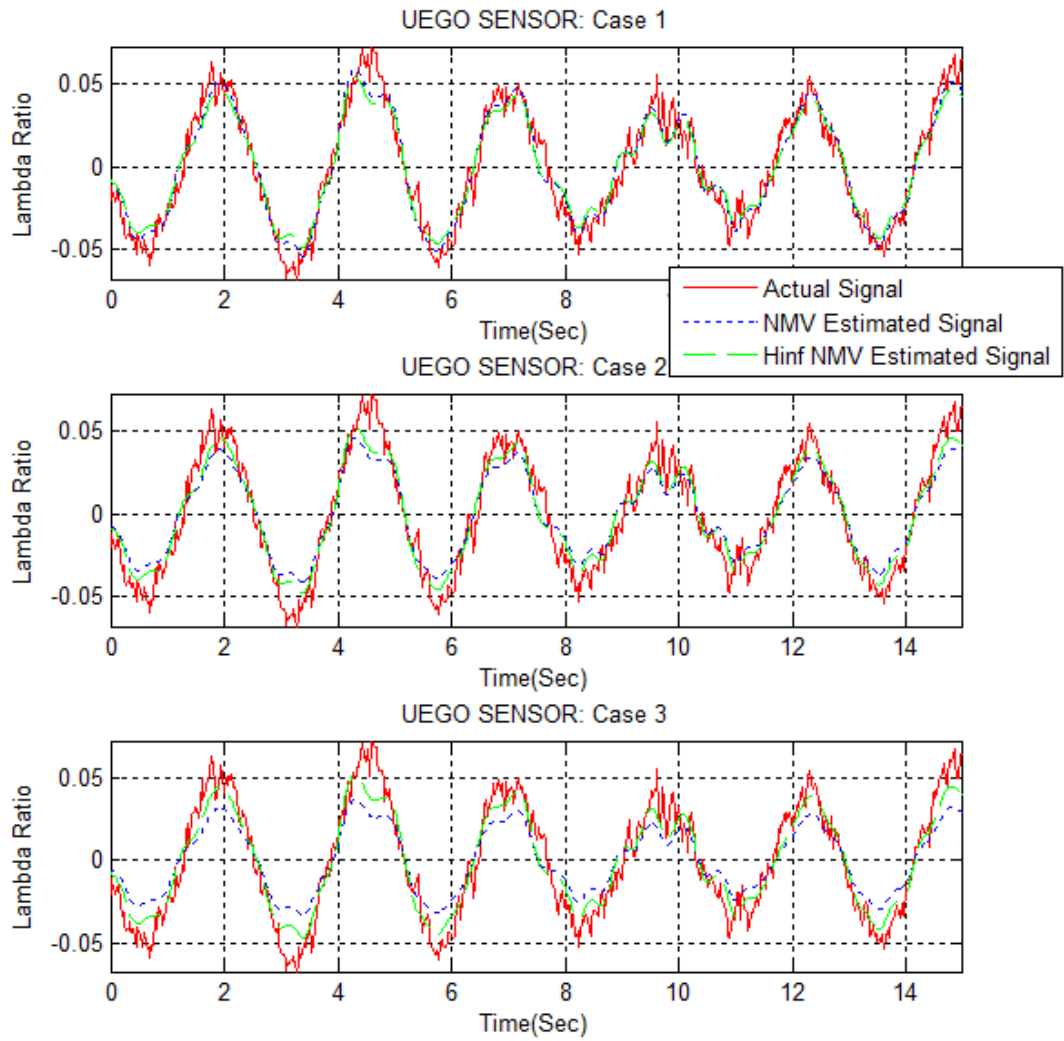 UEGO SENSOR: Case 1
Lambda Ratio
0.05
0
-0.05
0 2 4 6 8
Time(Sec)
Actual Signal
NMV Estimated Signal
Hinf NMV Estimated Signal
UEGO SENSOR: Case 2
Lambda Ratio
0.05
0
-0.05
0 2 4 6 8 10 12 14
Time(Sec)
UEGO SENSOR: Case 3
Lambda Ratio
0.05
0
-0.05
0 2 4 6 8 10 12 14
Time(Sec)